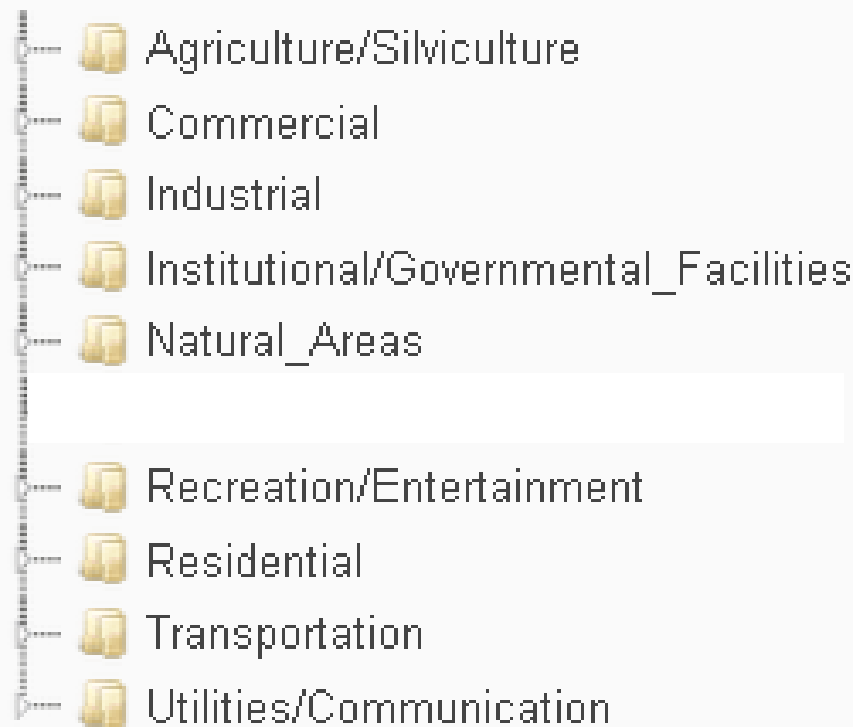 Agriculture/Silviculture
Commercial
Industrial
Institutional/Governmental_Facilities
Natural_Areas
Recreation/Entertainment
Residential
Transportation
Utilities/Communication